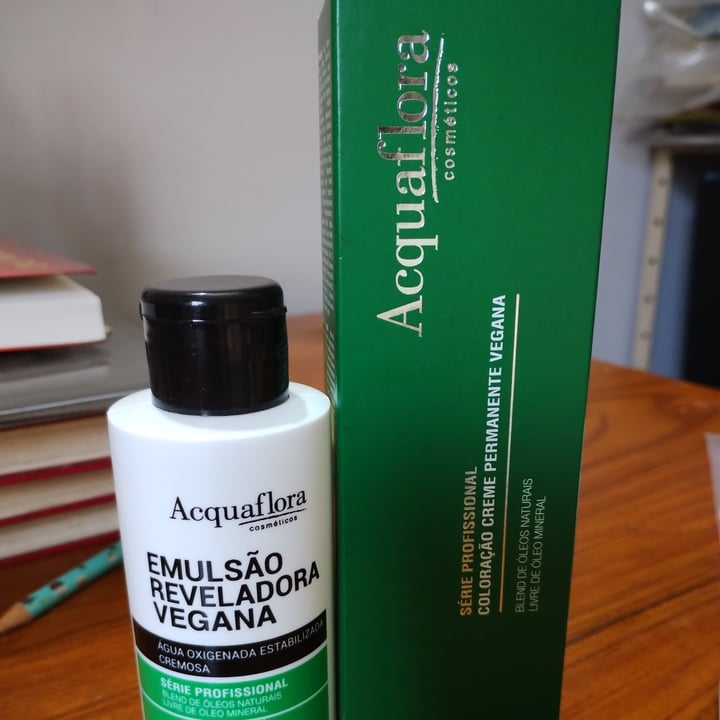 Acquaflora
cosméticos
EMULSÃO
REVELADORA
VEGANA
ÁGUA OXIGENADA ESTABILIZADA
CREMOSA
SÉRIE PROFISSIONAL
BLEND DE ÓLEOS NATURAIS
LIVRE DE ÓLEO MINERAL
Acquaflora
cosméticos
SÉRIE PROFISSIONAL
COLORAÇÃO CREME PERMANENTE VEGANA
BLEND DE ÓLEOS NATURAIS
LIVRE DE ÓLEO MINERAL